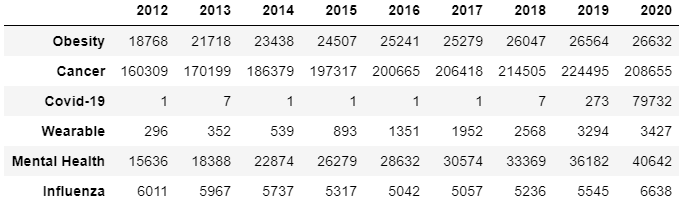 2012 2013 2014 2015 2016 2017 2018 2019 2020
Obesity 18768 21718 23438 24507 25241 25279 26047 26564 26632
Cancer 160309 170199 186379 197317 200665 206418 214505 224495 208655
Covid-19 1 7 1 1 1 1 7 273 79732
Wearable 296 352 539 893 1351 1952 2568 3294 3427
Mental Health 15636 18388 22874 26279 28632 30574 33369 36182 40642
Influenza 6011 5967 5737 5317 5042 5057 5236 5545 6638